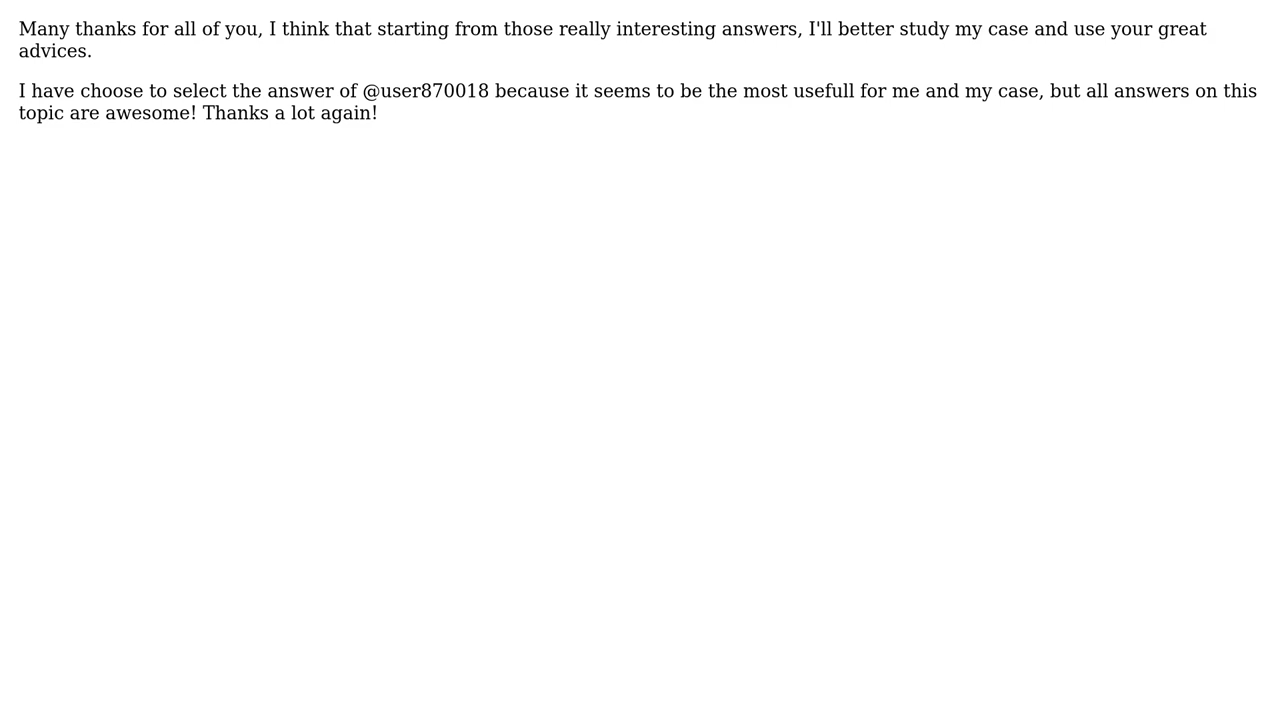 Many thanks for all of you, I think that starting from those really interesting answers, I'll better study my case and use your great
advices.
I have choose to select the answer of @user870018 because it seems to be the most usefull for me and my case, but all answers on this
topic are awesome! Thanks a lot again!